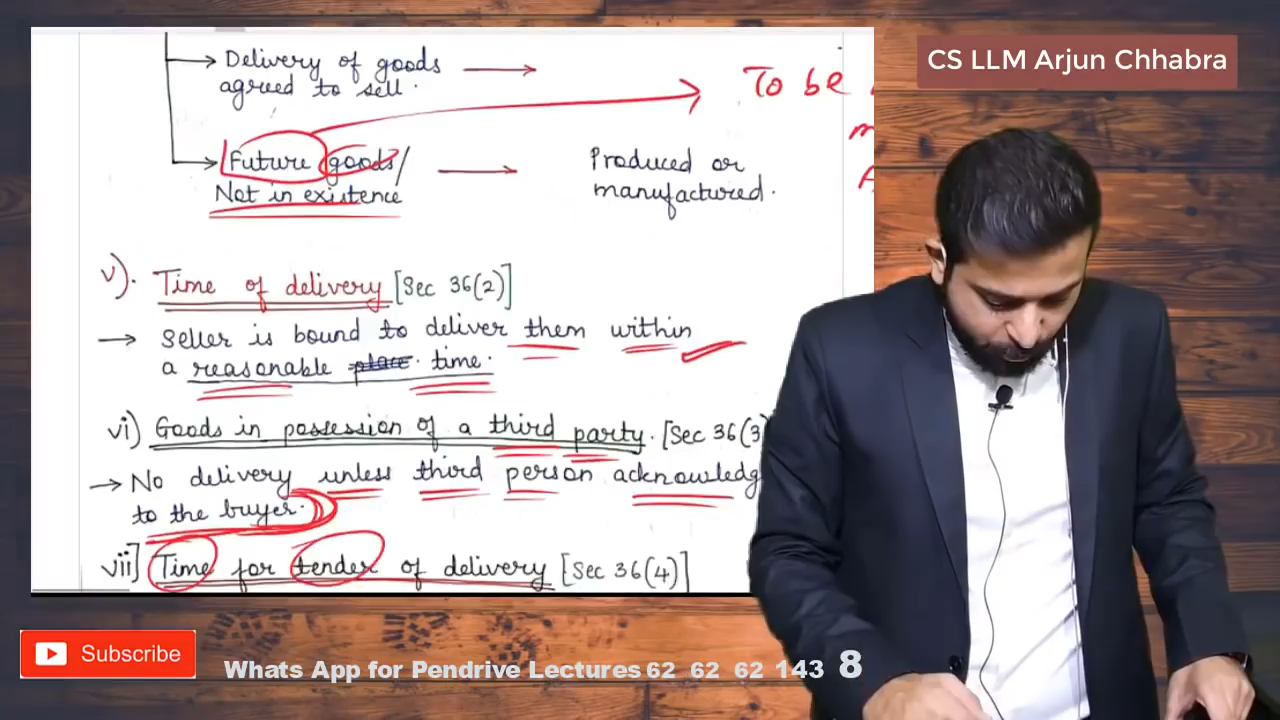 CS LLM Arjun Chhabra
Delivery of goods
agreed to sell.
To be
Future goods/
Not in existence
Produced or
manufactured.
v). Time of delivery [Sec 36(2)]
→ Seller is bound to deliver them within
a reasonable place. time.
vi) Goods in possession of a third party. [Sec 36(3)
→ No delivery unless third person acknowledg
to the buyer.
vii] Time for tender of delivery [Sec 36(4)]
Subscribe
Whats App for Pendrive Lectures 62 62 62 143 8